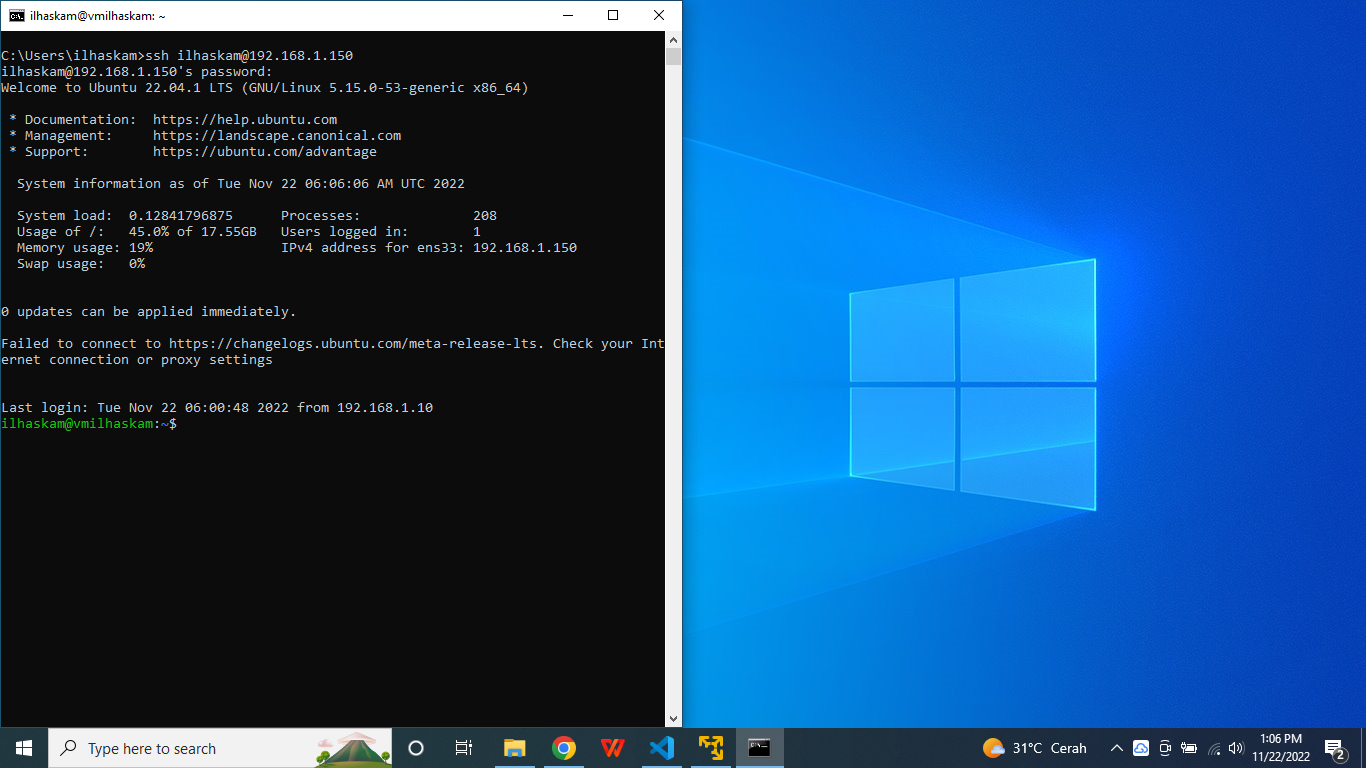 ilhaskam@vmilhaskam: ~
C:\Users\ilhaskam>ssh ilhaskam@192.168.1.150
ilhaskam@192.168.1.150's password:
Welcome to Ubuntu 22.04.1 LTS (GNU/Linux 5.15.0-53-generic x86_64)
* Documentation:  https://help.ubuntu.com
* Management:     https://landscape.canonical.com
* Support:        https://ubuntu.com/advantage
System information as of Tue Nov 22 06:06:06 AM UTC 2022
System load:  0.12841796875      Processes:              208
Usage of /:   45.0% of 17.55GB   Users logged in:        1
Memory usage: 19%                IPv4 address for ens33: 192.168.1.150
Swap usage:   0%
0 updates can be applied immediately.
Failed to connect to https://changelogs.ubuntu.com/meta-release-lts. Check your Int
ernet connection or proxy settings
Last login: Tue Nov 22 06:00:48 2022 from 192.168.1.10
ilhaskam@vmilhaskam:~$
Type here to search
31°C Cerah
1:06 PM
11/22/2022
2